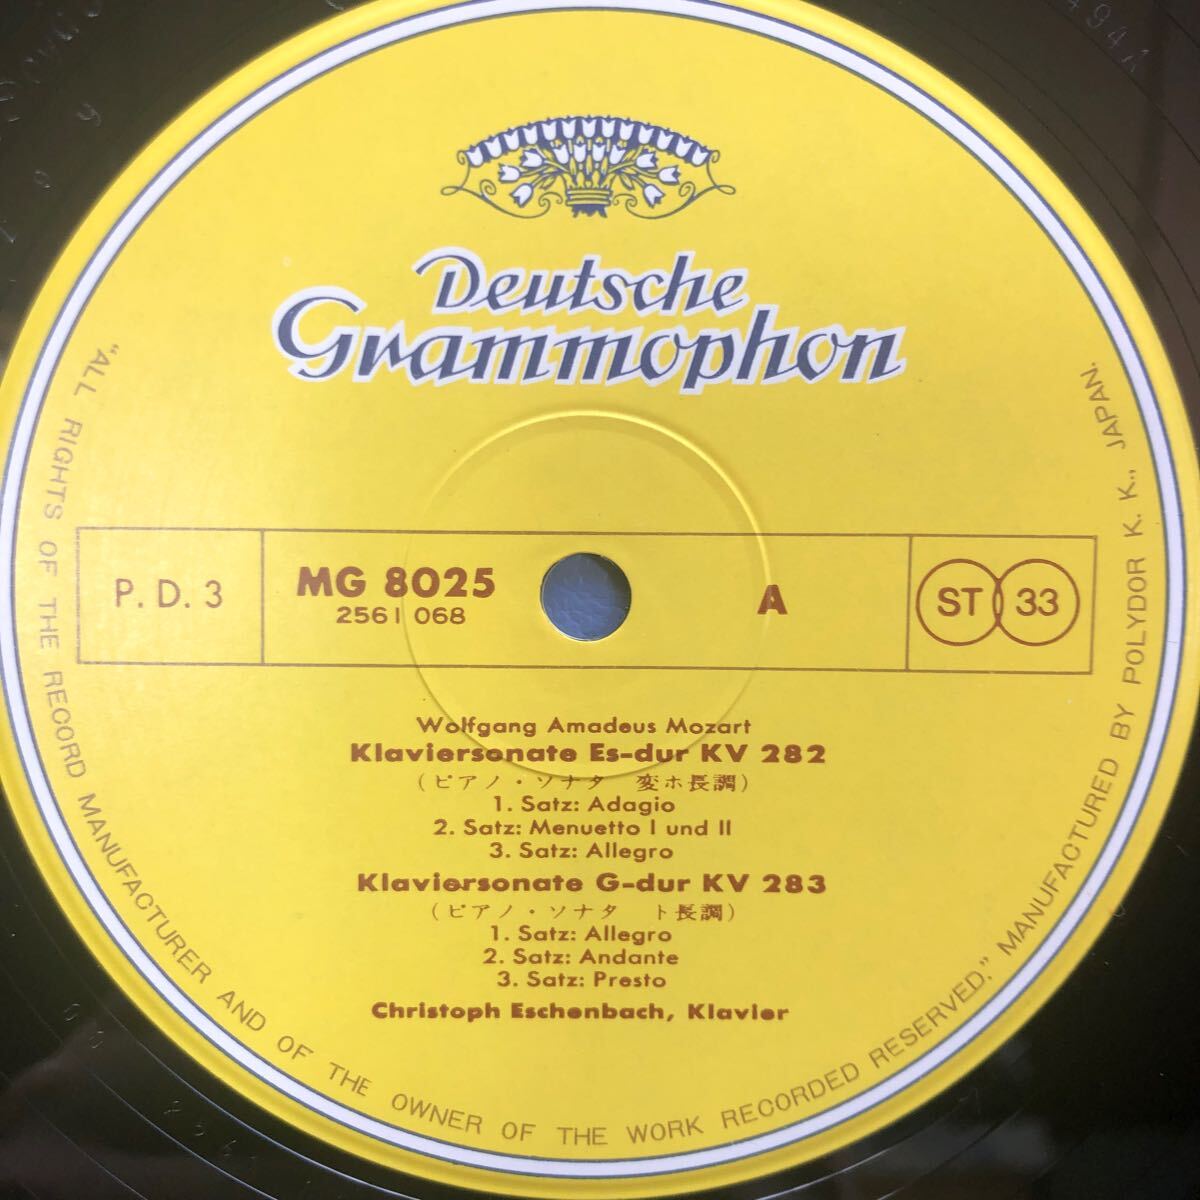 Deutsche
Grammophon
P. D. 3
MG 8025
2561 068
A
ST 33
Wolfgang Amadeus Mozart
Klaviersonate Es-dur KV 282
(ピアノ・ソナタ 変ホ長調)
1. Satz: Adagio
2. Satz: Menuetto I und II
3. Satz: Allegro
Klaviersonate G-dur KV 283
(ピアノ・ソナタ ト長調)
1. Satz: Allegro
2. Satz: Andante
3. Satz: Presto
Christoph Eschenbach, Klavier
"ALL RIGHTS OF THE RECORD MANUFACTURER AND OF THE OWNER OF THE WORK RECORDED RESERVED." MANUFACTURED BY POLYDOR K. K., JAPAN.